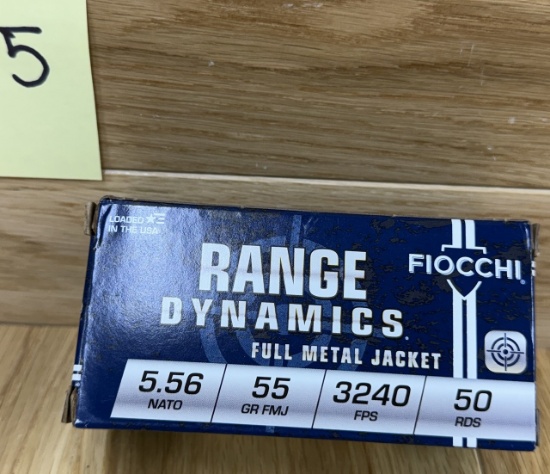 5
LOADED
IN THE USA
RANGE
DYNAMICS
FULL METAL JACKET
FIOCCHI
5.56
NATO
55
GR FMJ
3240
FPS
50
RDS